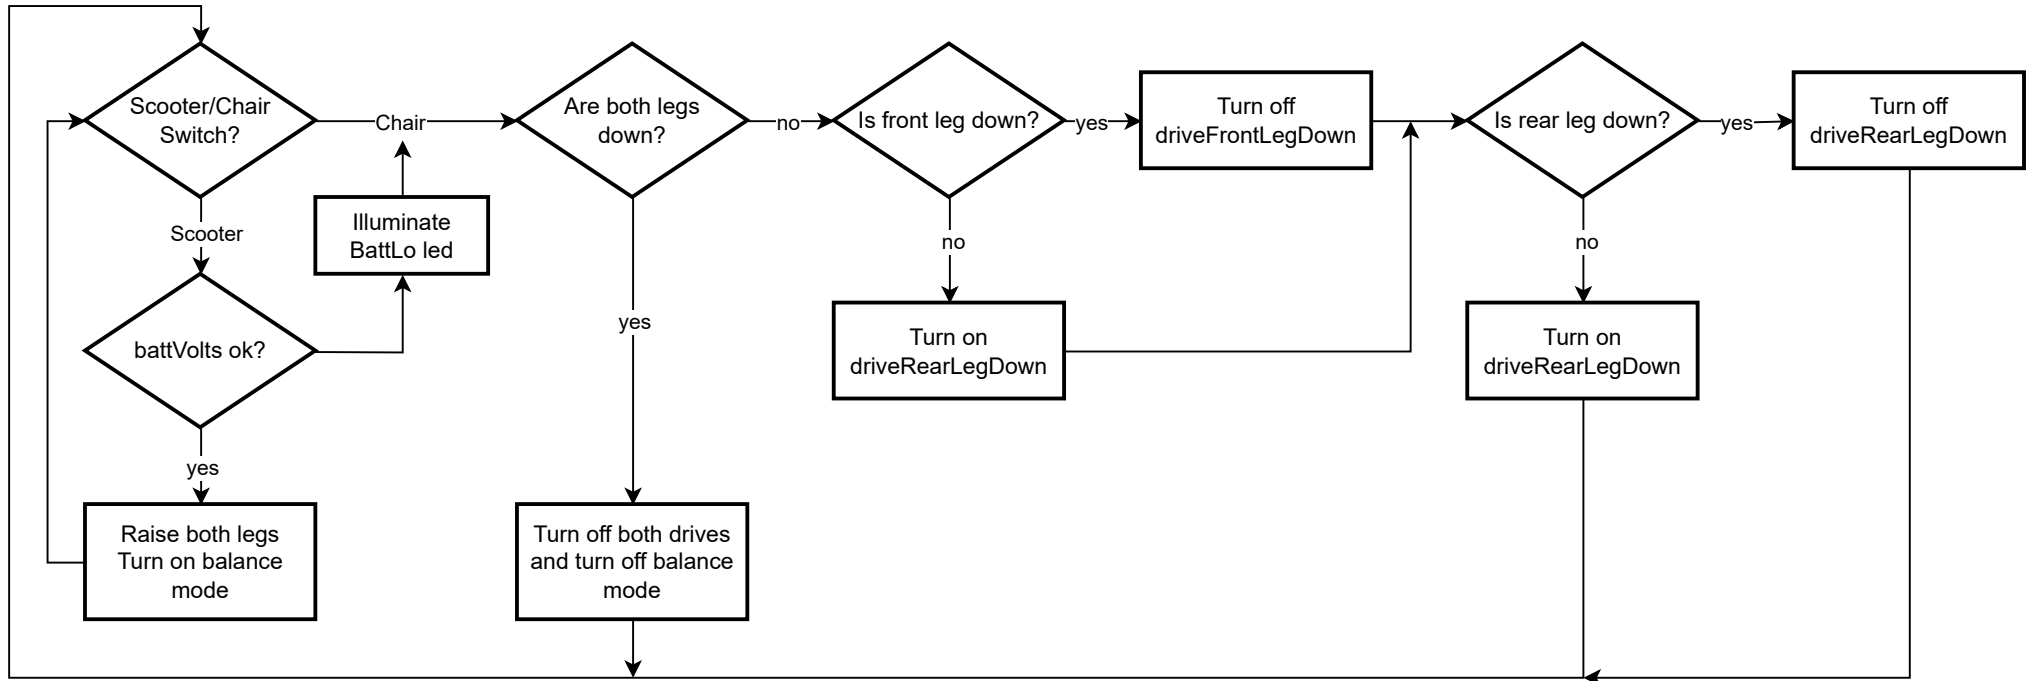 Scooter/Chair
Switch?
Chair
Are both legs
down?
no
Is front leg down?
yes
Turn off
driveFrontLegDown
Is rear leg down?
yes
Turn off
driveRearLegDown
Scooter
Illuminate
BattLo led
no
no
battVolts ok?
yes
Turn on
driveRearLegDown
Turn on
driveRearLegDown
yes
Raise both legs
Turn on balance
mode
Turn off both drives
and turn off balance
mode